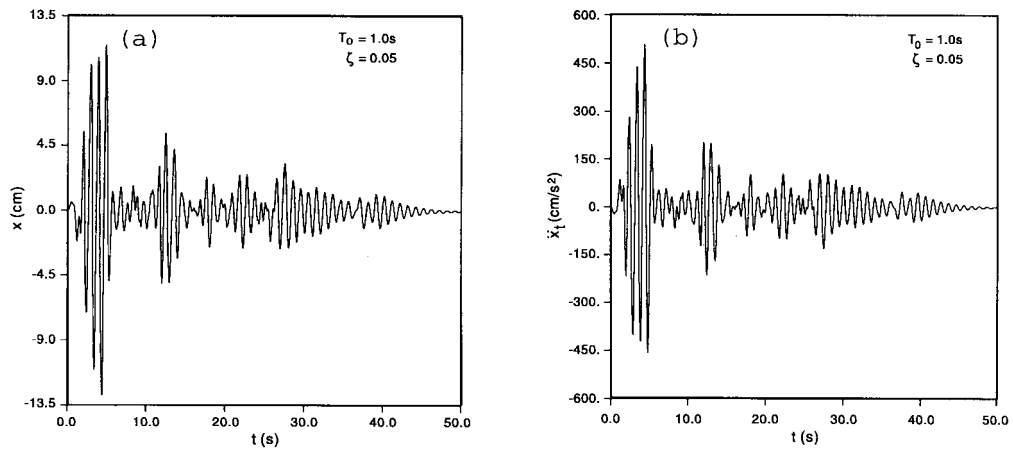 (a)
T₀ = 1.0s
ζ = 0.05
13.5
9.0
4.5
0.0
-4.5
-9.0
-13.5
x (cm)
0.0 10.0 20.0 30.0 40.0 50.0
t (s)
(b)
T₀ = 1.0s
ζ = 0.05
600.
450.
300.
150.
0.
-150.
-300.
-450.
-600.
ẍₜ (cm/s²)
0.0 10.0 20.0 30.0 40.0 50.0
t (s)